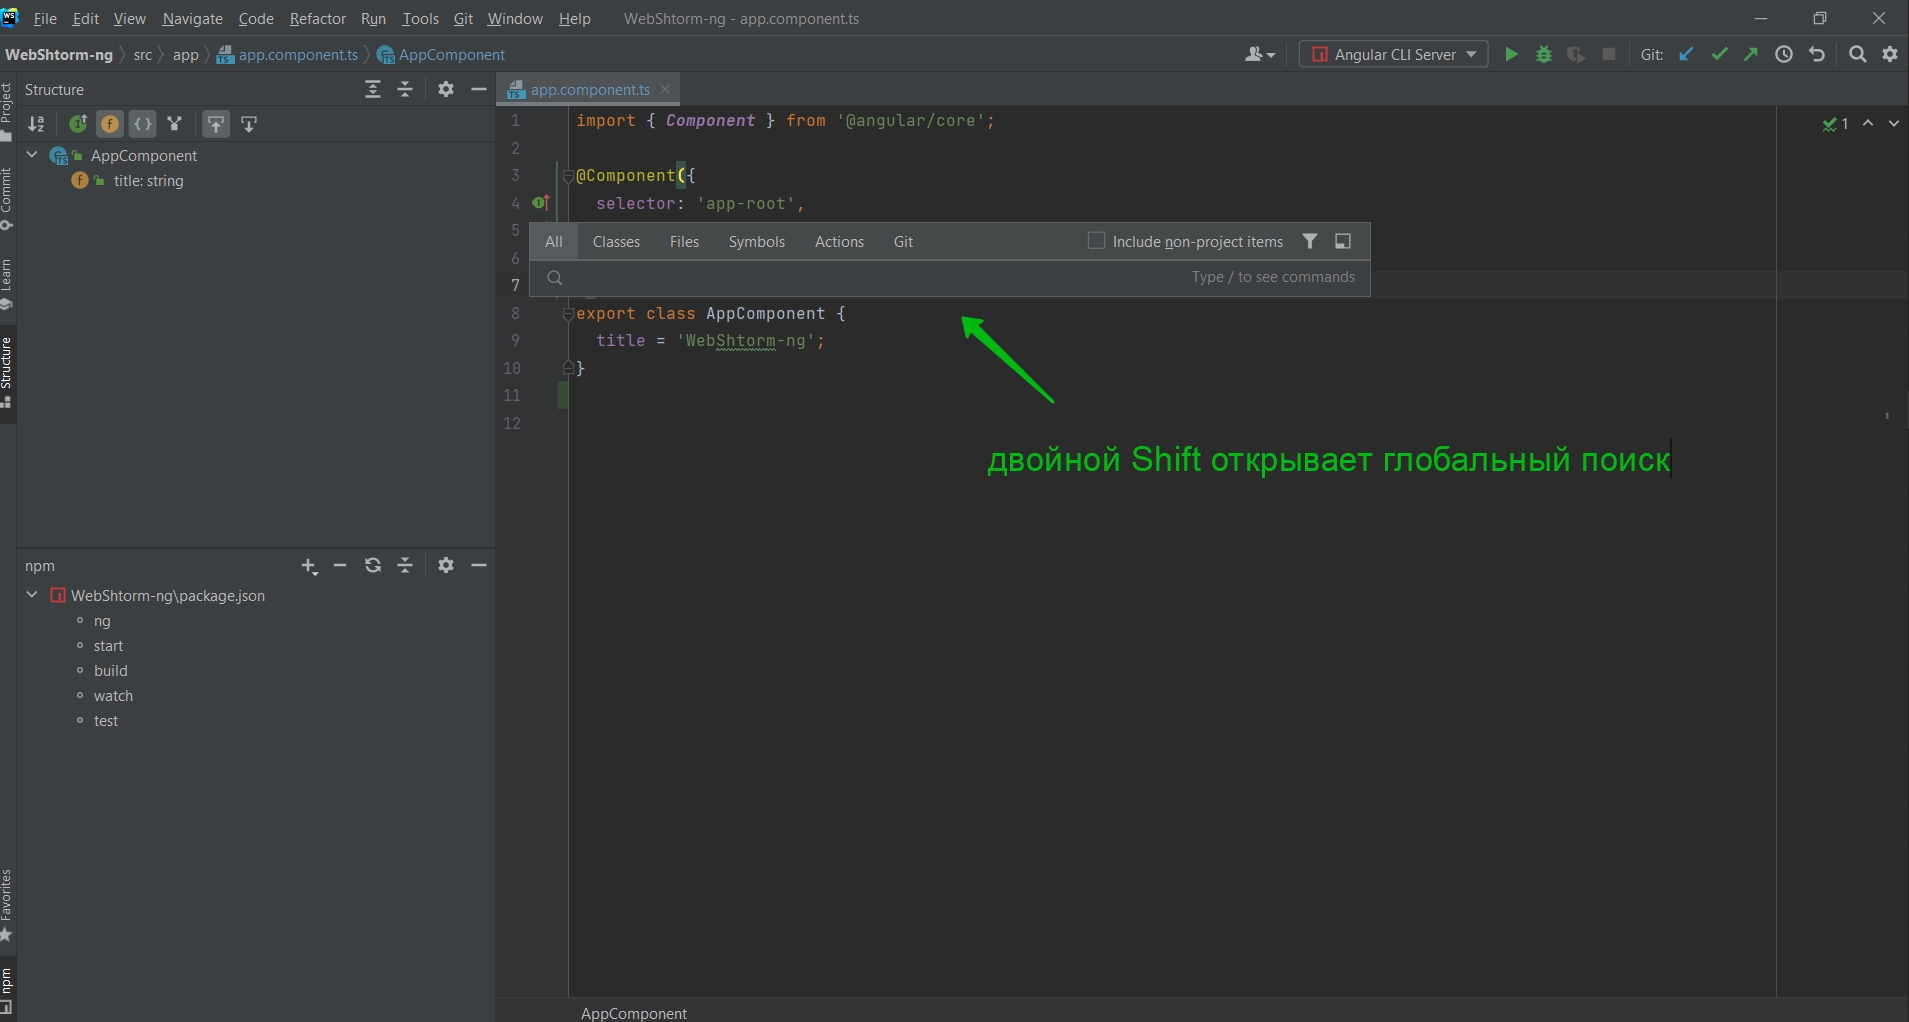 WS File Edit View Navigate Code Refactor Run Tools Git Window Help WebShtorm-ng - app.component.ts
WebShtorm-ng src app app.component.ts AppComponent Angular CLI Server Git:
Project
Commit
Learn
Structure
Favorites
npm
Structure
AppComponent
title: string
npm
WebShtorm-ng\package.json
ng
start
build
watch
test
app.component.ts
1 import { Component } from '@angular/core';
2
3 @Component({
4 selector: 'app-root',
5
6
7
8 export class AppComponent {
9 title = 'WebShtorm-ng';
10 }
11
12
1
All Classes Files Symbols Actions Git Include non-project items
Type / to see commands
двойной Shift открывает глобальный поиск
AppComponent